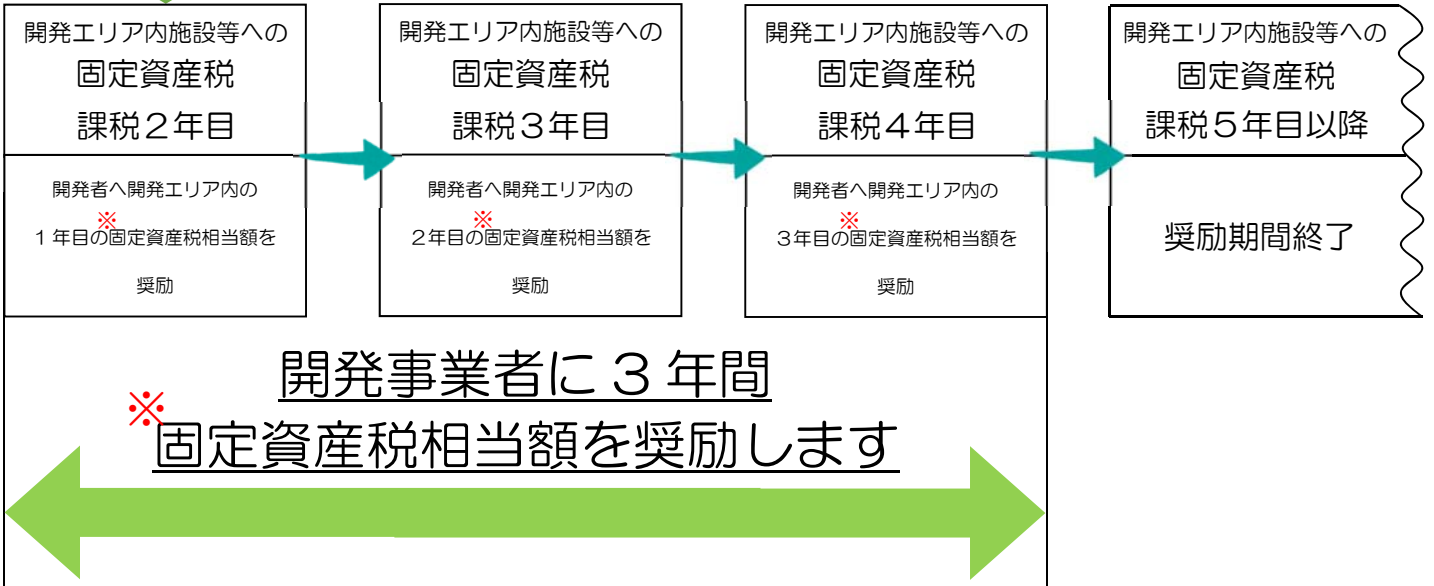 開発エリア内施設等への
固定資産税
課税２年目
開発者へ開発エリア内の
※
１年目の固定資産税相当額を
奨励
開発エリア内施設等への
固定資産税
課税３年目
開発者へ開発エリア内の
※
２年目の固定資産税相当額を
奨励
開発エリア内施設等への
固定資産税
課税４年目
開発者へ開発エリア内の
※
３年目の固定資産税相当額を
奨励
開発エリア内施設等への
固定資産税
課税５年目以降
奨励期間終了
開発事業者に３年間
※
固定資産税相当額を奨励します